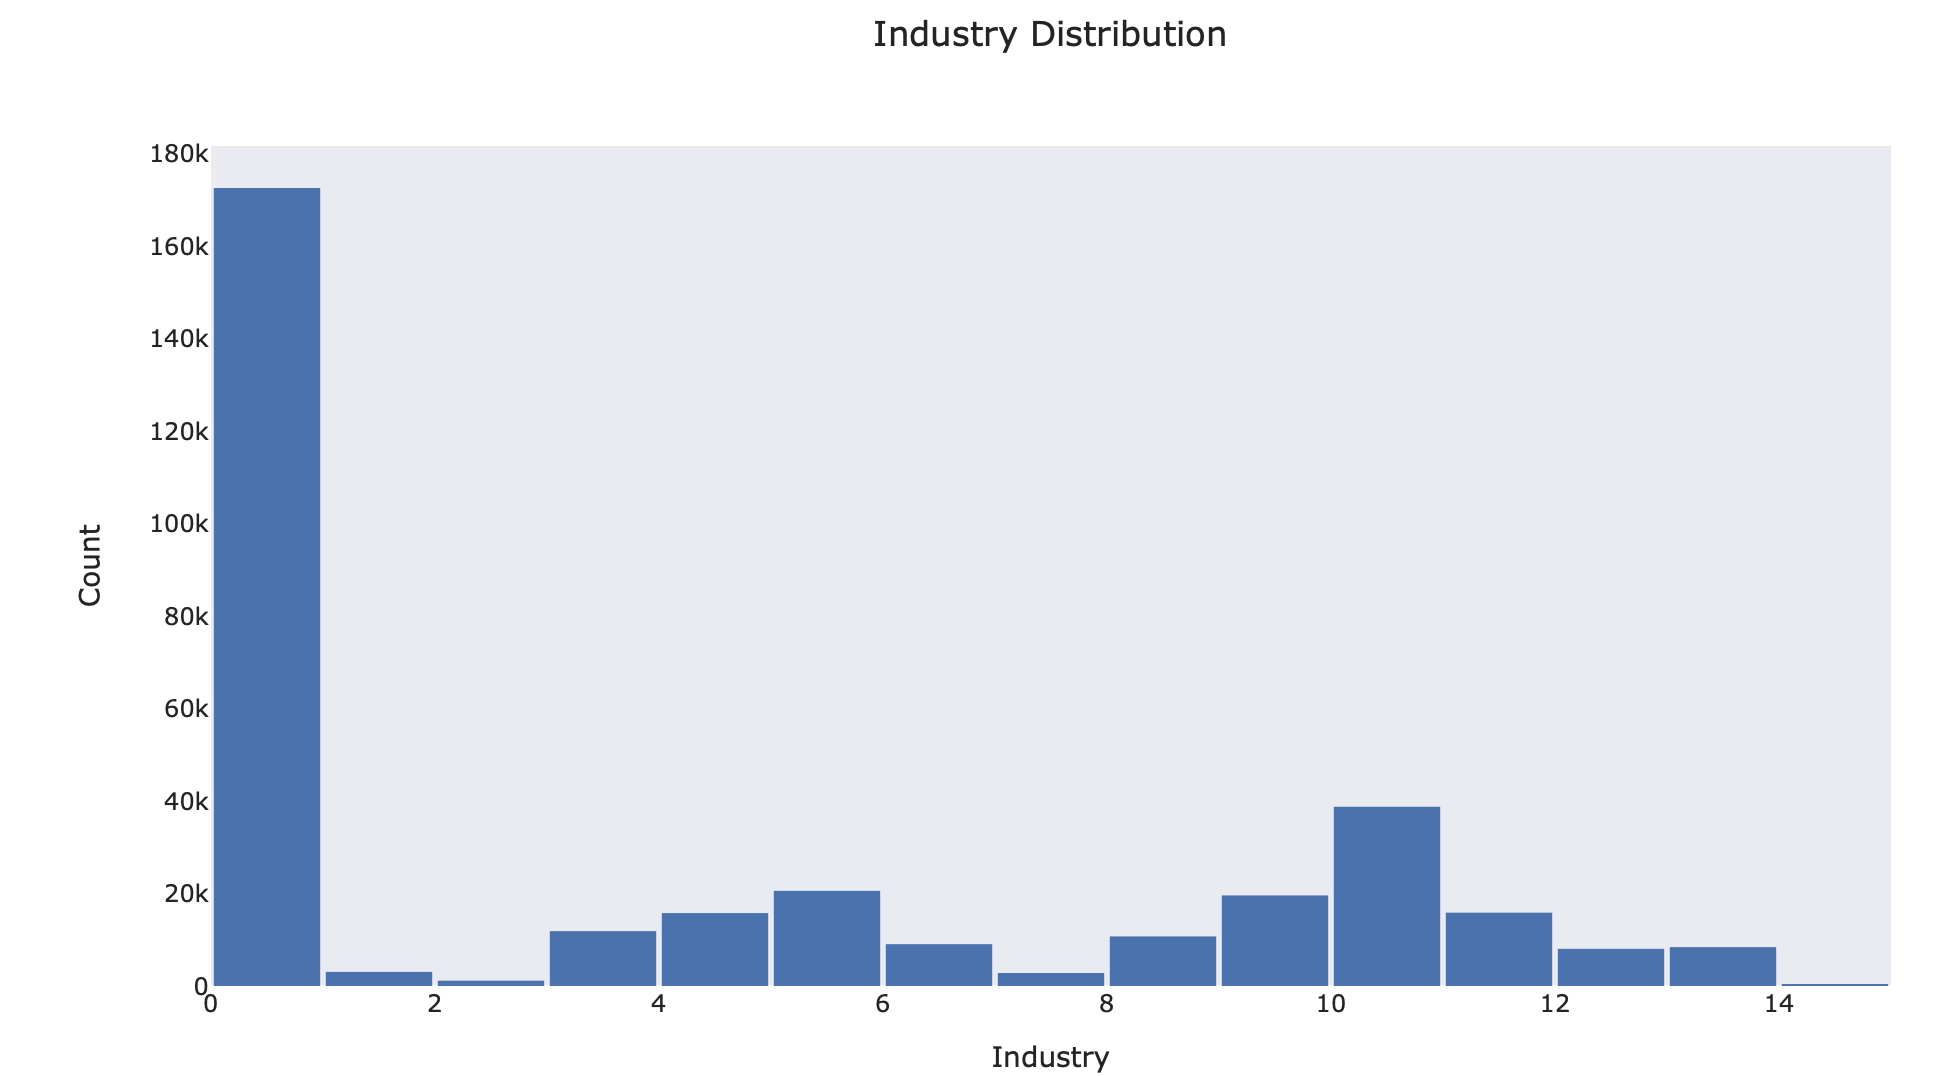 Industry Distribution
180k
160k
140k
120k
100k
80k
60k
40k
20k
0
Count
0 2 4 6 8 10 12 14
Industry